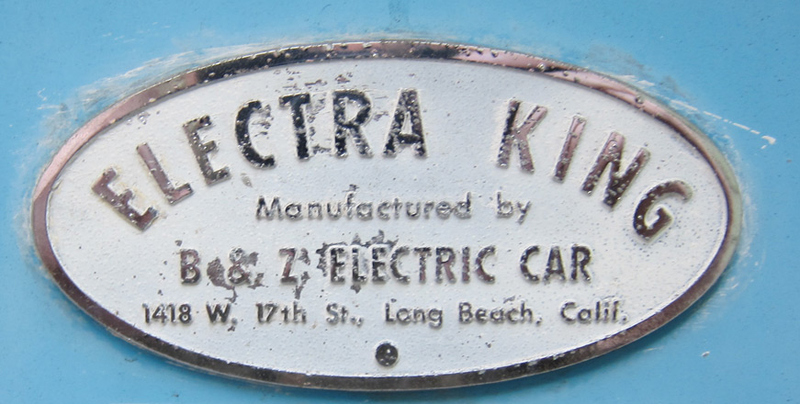 ELECTRA KING
Manufactured by
B & Z ELECTRIC CAR
1418 W. 17th St., Long Beach, Calif.